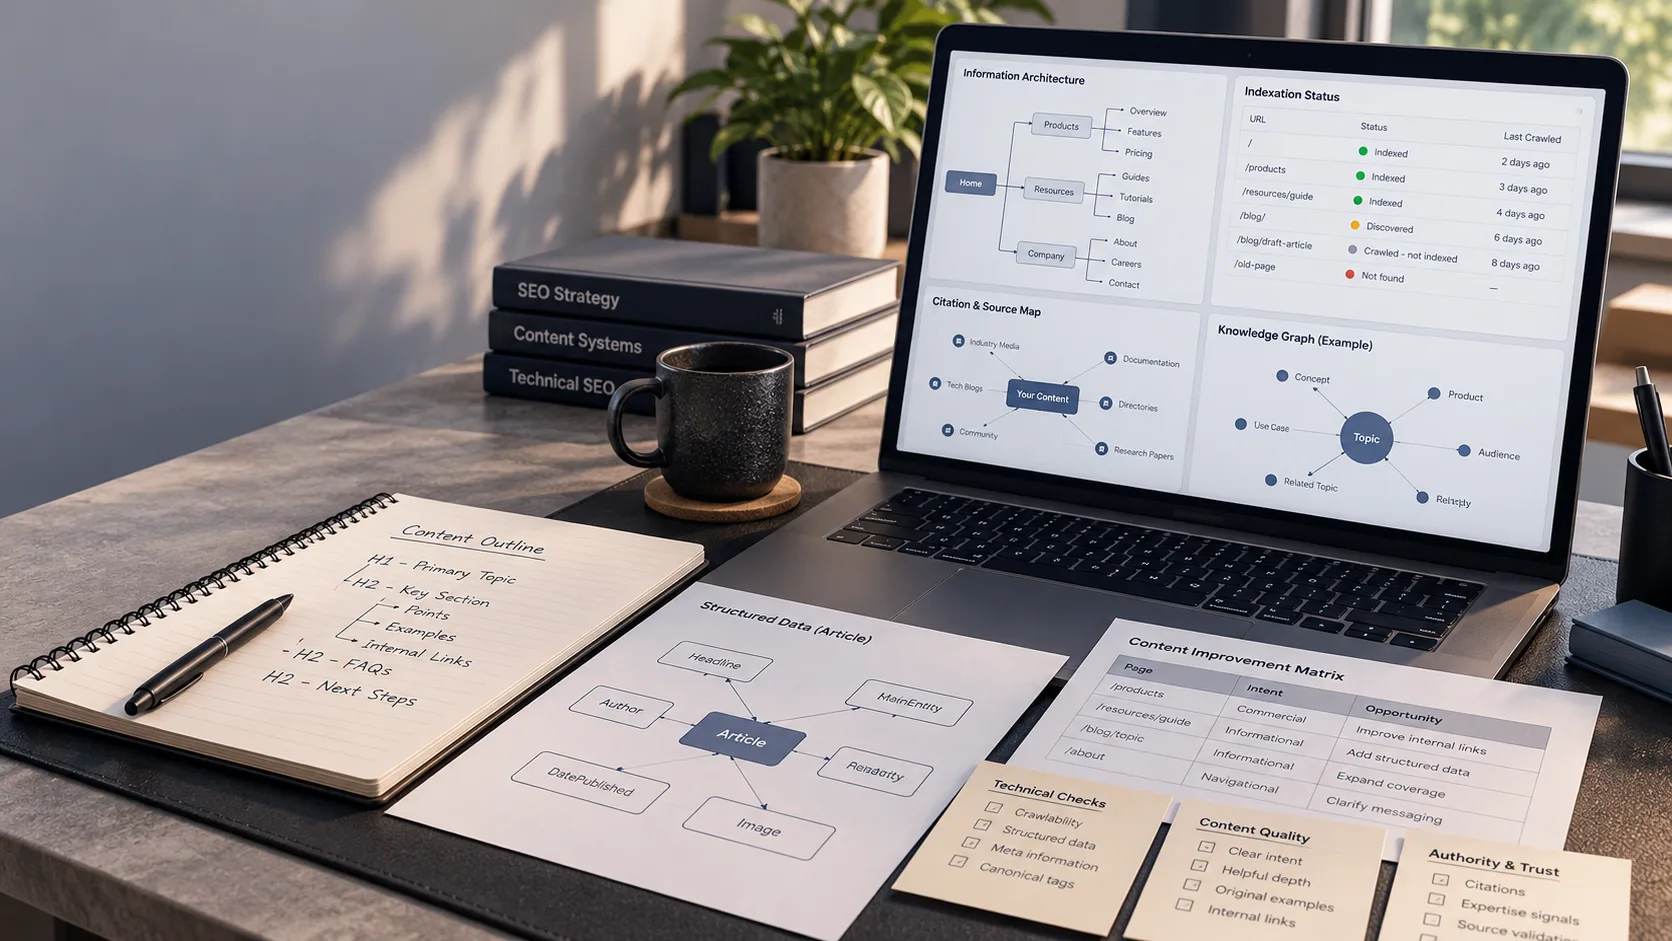 Information Architecture
Home
Products
Overview
Features
Pricing
Resources
Guides
Tutorials
Blog
Company
About
Careers
Contact
Indexation Status
URL Status Last Crawled
/ Indexed 2 days ago
/products Indexed 3 days ago
/resources/guide Indexed 4 days ago
/blog/ Discovered 6 days ago
/blog/draft-article Crawled - not indexed 8 days ago
/old-page Not found —
Citation & Source Map
Industry Media
Tech Blogs
Community
Your Content
Documentation
Directories
Research Papers
Knowledge Graph (Example)
Concept
Use Case
Related Topic
Topic
Product
Audience
SEO Strategy
Content Systems
Technical SEO
Content Outline
H1 - Primary Topic
H2 - Key Section
Points
Examples
Internal Links
- H2 - FAQs
H2 - Next Steps
Structured Data (Article)
Headline
Author
MainEntity
Article
DatePublished
Image
Content Improvement Matrix
Page Intent Opportunity
/products Commercial Improve internal links
/resources/guide Informational Add structured data
/blog/topic Informational Expand coverage
/about Navigational Clarify messaging
Technical Checks
Crawlability
Structured data
Meta information
Canonical tags
Content Quality
Clear intent
Helpful depth
Original examples
Internal links
Authority & Trust
Citations
Expertise signals
Source